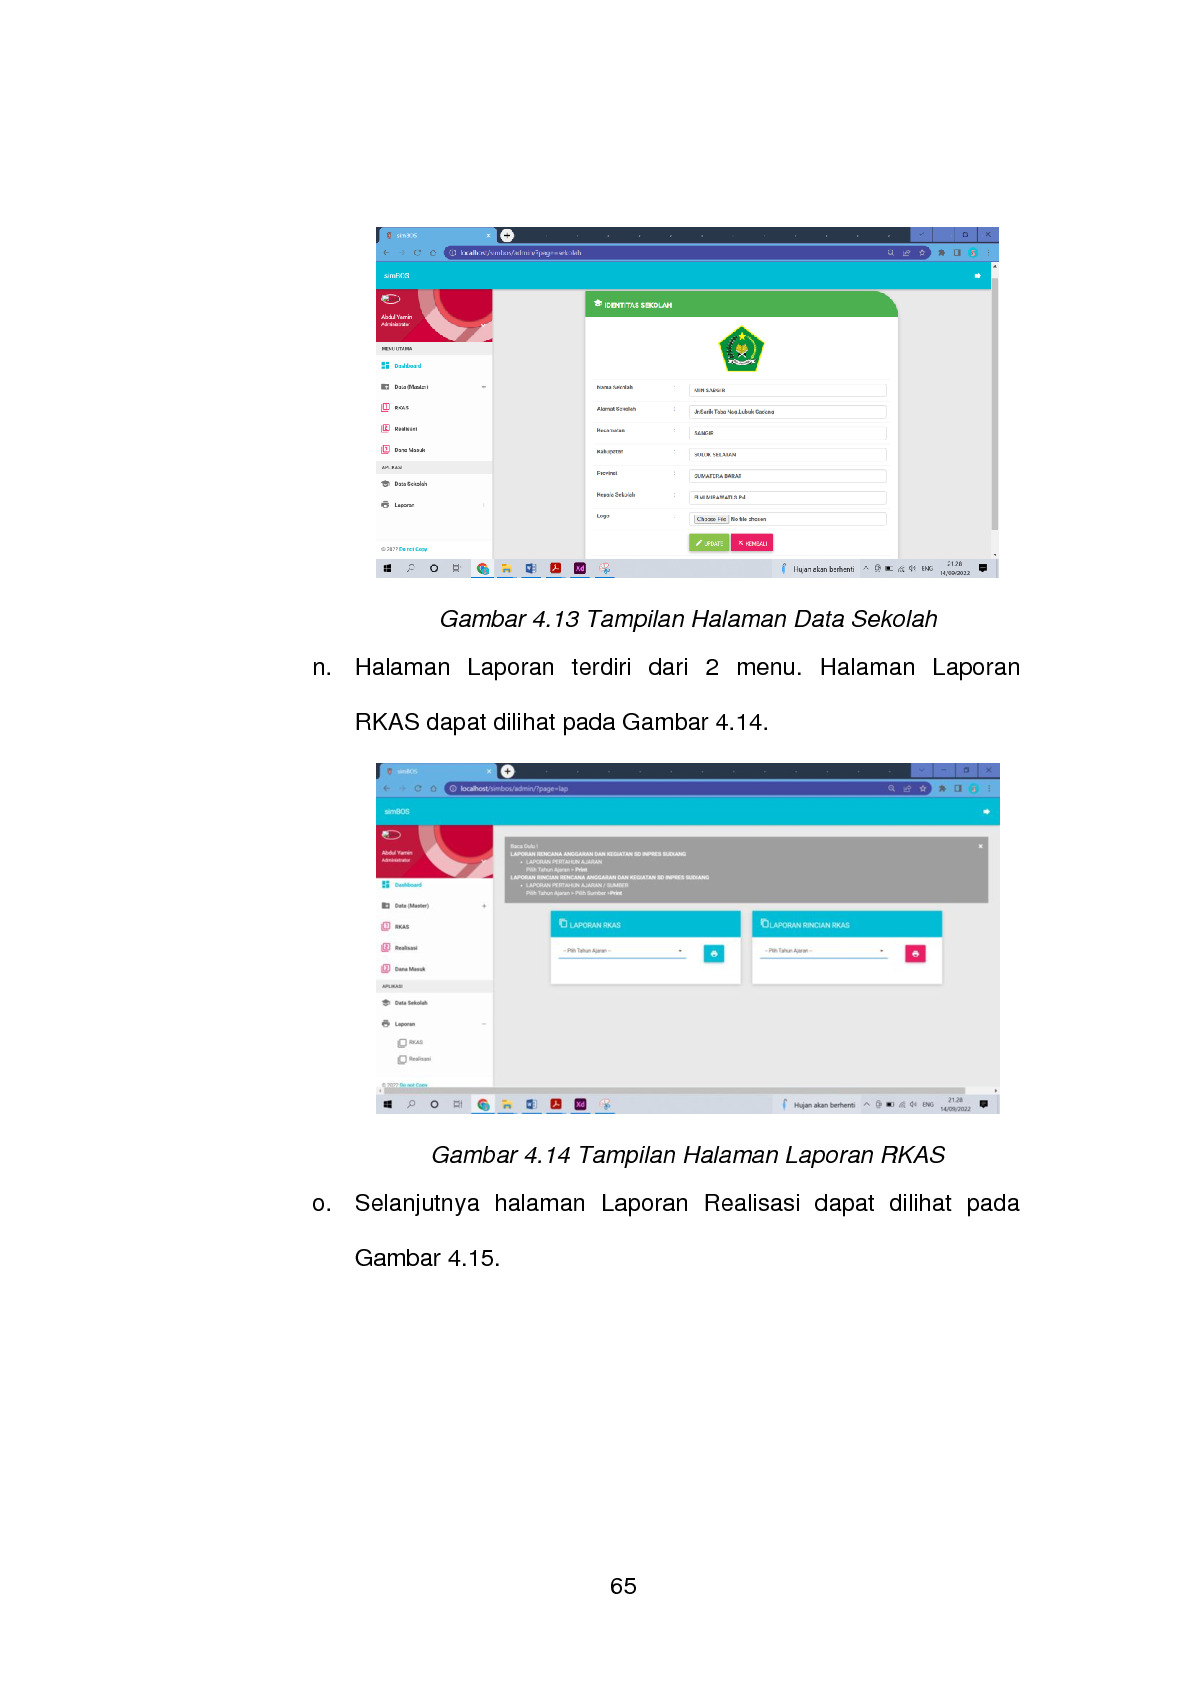 simBOS
localhost/simbos/admin/?page=sekolah
simBOS
Abdul Yamin
Administrator
MENU UTAMA
Dashboard
Data (Master)
RKAS
Realisasi
Dana Masuk
APLIKASI
Data Sekolah
Laporan
© 2022 Do not Copy
IDENTITAS SEKOLAH
Nama Sekolah : MIN SANGIR
Alamat Sekolah :
Kecamatan : SANGIR
Kabupaten : SOLOK SELATAN
Provinsi : SUMATERA BARAT
Kepala Sekolah :
Logo : Choose File No file chosen
UPDATE KEMBALI
Hujan akan berhenti ENG 21.28
14/09/2022
Gambar 4.13 Tampilan Halaman Data Sekolah
n. Halaman Laporan terdiri dari 2 menu. Halaman Laporan
RKAS dapat dilihat pada Gambar 4.14.
simBOS
localhost/simbos/admin/?page=lap
simBOS
Abdul Yamin
Administrator
Dashboard
Data (Master) +
RKAS
Realisasi
Dana Masuk
APLIKASI
Data Sekolah
Laporan
RKAS
Realisasi
© 2022 Do not Copy
Baca Dulu !
LAPORAN RENCANA ANGGARAN DAN KEGIATAN SD INPRES SUDIANG
• LAPORAN PERTAHUN AJARAN
Pilih Tahun Ajaran > Print
LAPORAN RINCIAN RENCANA ANGGARAN DAN KEGIATAN SD INPRES SUDIANG
• LAPORAN PERTAHUN AJARAN / SUMBER
Pilih Tahun Ajaran > Pilih Sumber >Print
LAPORAN RKAS
-- Pilih Tahun Ajaran --
LAPORAN RINCIAN RKAS
-- Pilih Tahun Ajaran --
Hujan akan berhenti ENG 21.28
14/09/2022
Gambar 4.14 Tampilan Halaman Laporan RKAS
o. Selanjutnya halaman Laporan Realisasi dapat dilihat pada
Gambar 4.15.
65